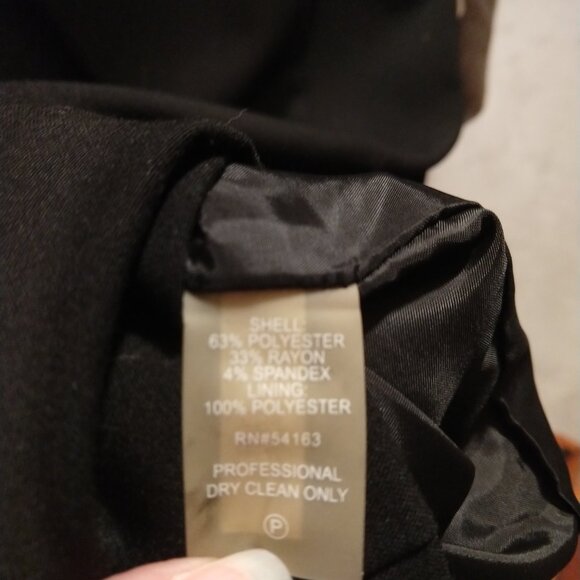 SHELL:
63% POLYESTER
33% RAYON
4% SPANDEX
LINING:
100% POLYESTER
RN#54163
PROFESSIONAL
DRY CLEAN ONLY
P